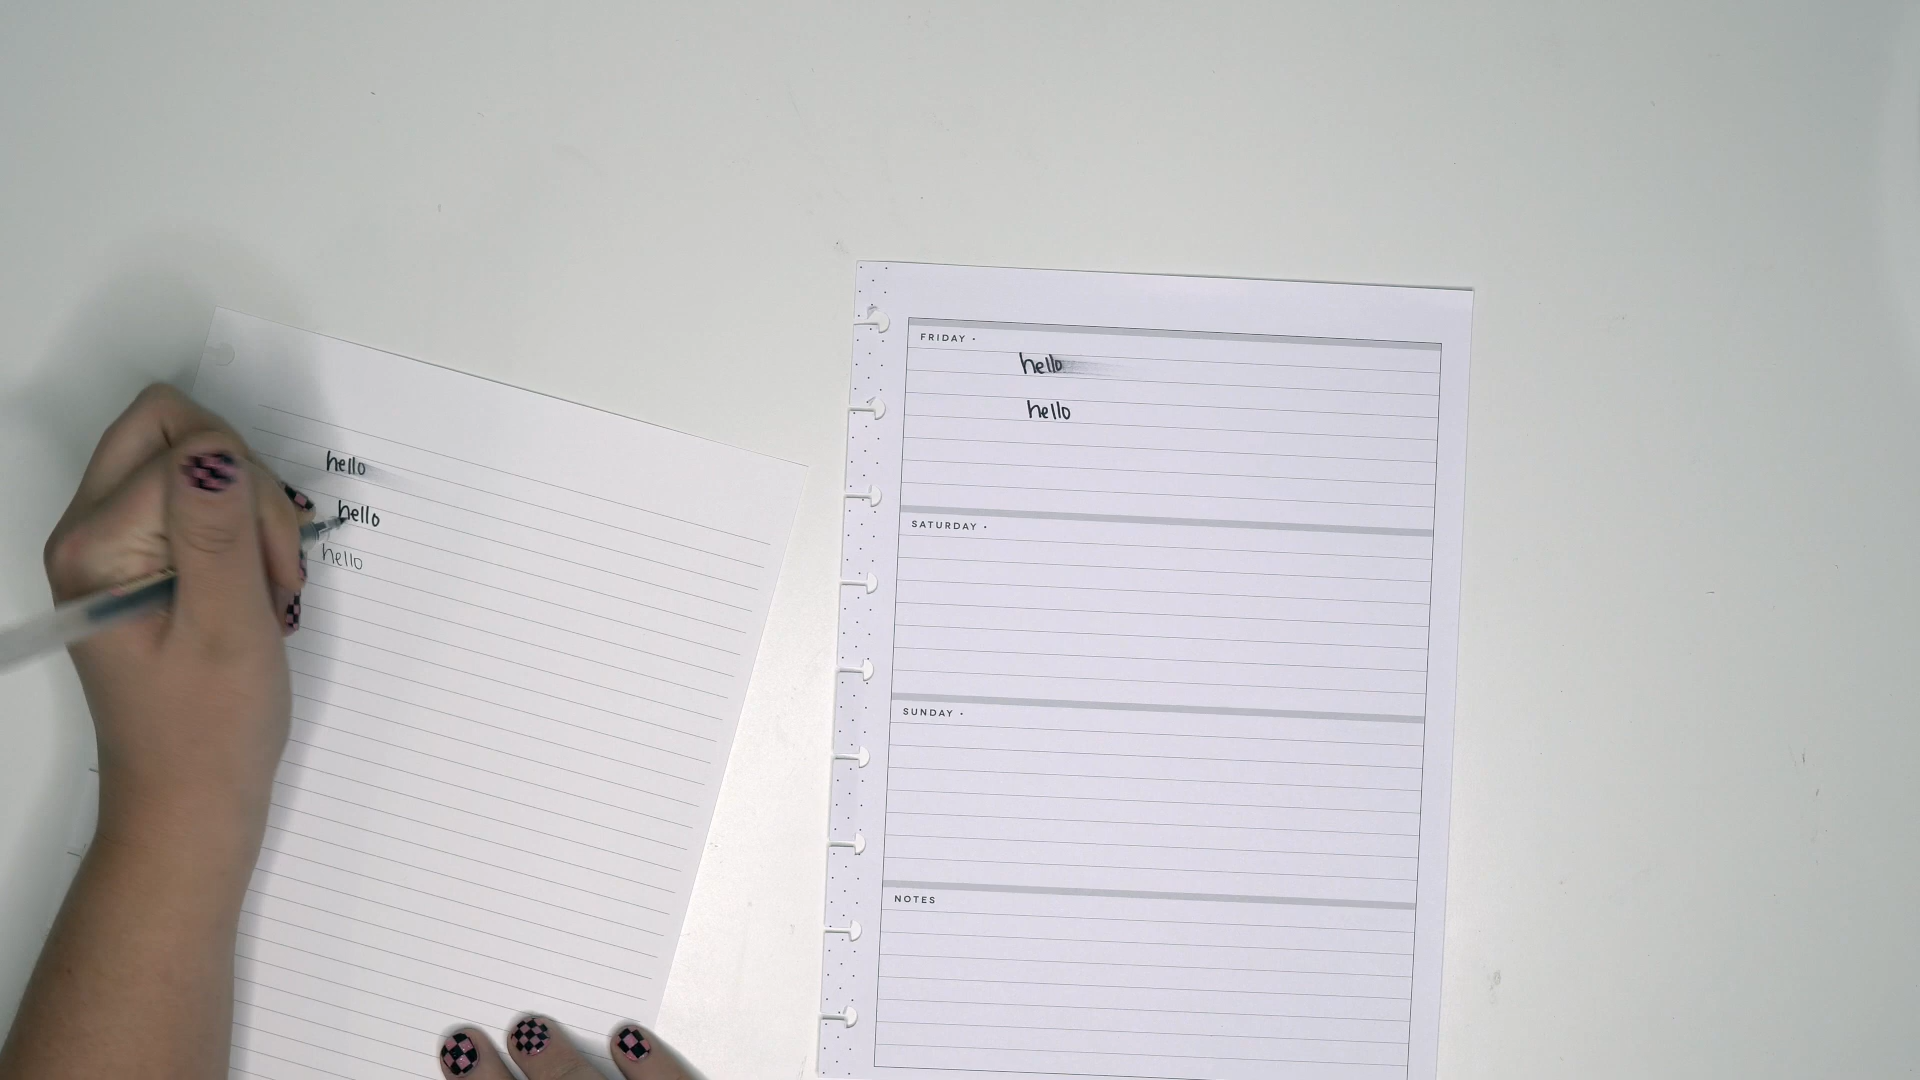 hello
hello
hello
FRIDAY •
hello
hello
SATURDAY •
SUNDAY •
NOTES